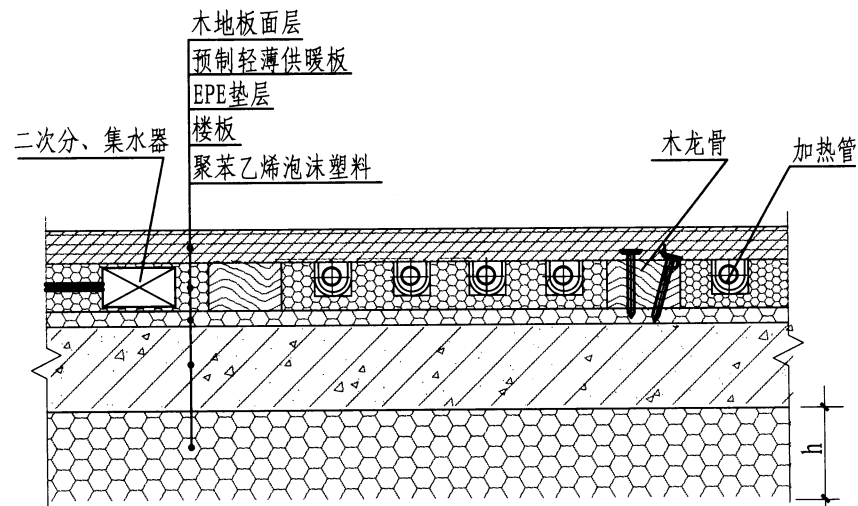 木地板面层
预制轻薄供暖板
EPE垫层
楼板
聚苯乙烯泡沫塑料
二次分、集水器
木龙骨
加热管
h